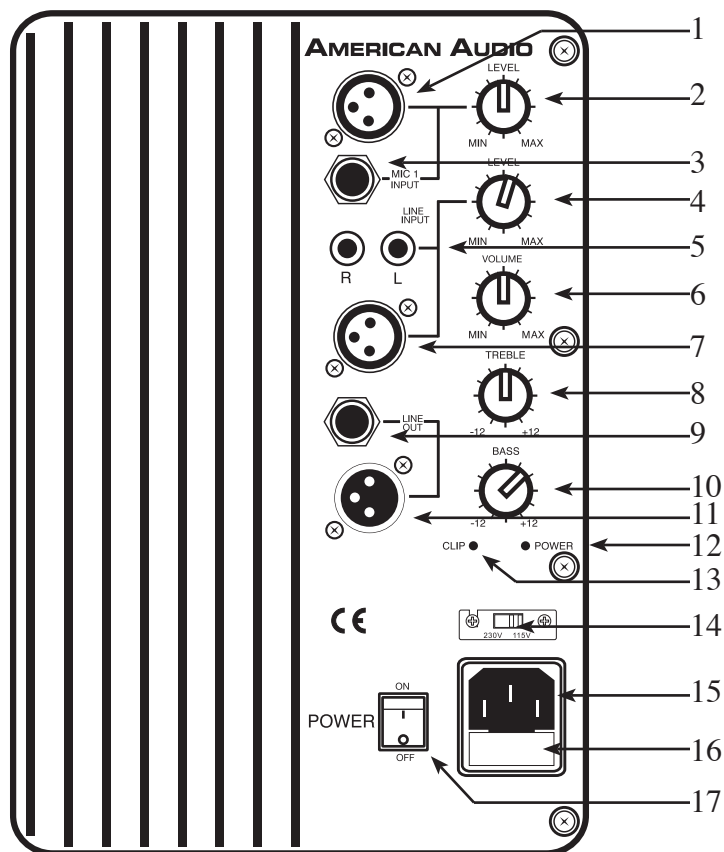 AMERICAN AUDIO
1
LEVEL
2
MIN MAX
3
MIC 1
INPUT
LEVEL
4
LINE
INPUT
MIN MAX
5
R L
VOLUME
6
MIN MAX
7
TREBLE
8
-12 +12
LINE
OUT
9
BASS
10
-12 +12
11
CLIP POWER
12
13
CE
14
230V 115V
15
ON
POWER
I
O
OFF
16
17